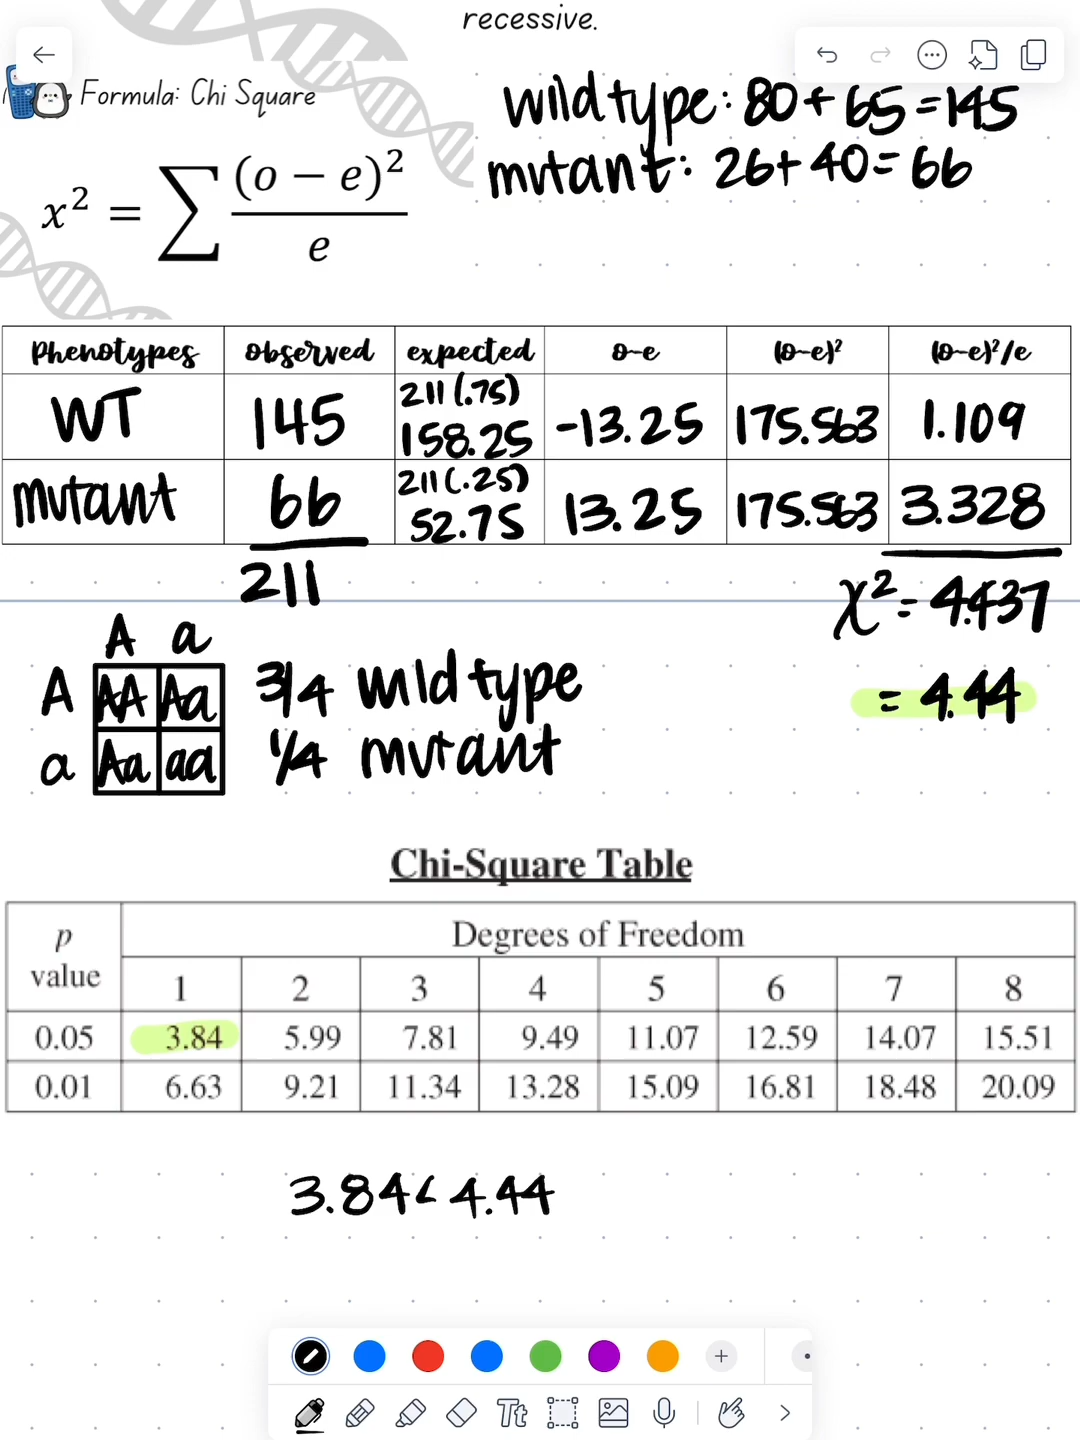 recessive.
Formula: Chi Square
x² = ∑ (o − e)² / e
wild type: 80 + 65 = 145
mutant: 26 + 40 = 66
Phenotypes observed expected o-e (o-e)² (o-e)²/e
WT 145 211(.75) 158.25 -13.25 175.563 1.109
mutant 66 211(.25) 52.75 13.25 175.563 3.328
211
χ² = 4.437
= 4.44
A a
A AA Aa
a Aa aa
3/4 wild type
1/4 mutant
Chi-Square Table
p value Degrees of Freedom
1 2 3 4 5 6 7 8
0.05 3.84 5.99 7.81 9.49 11.07 12.59 14.07 15.51
0.01 6.63 9.21 11.34 13.28 15.09 16.81 18.48 20.09
3.84 < 4.44
Tt